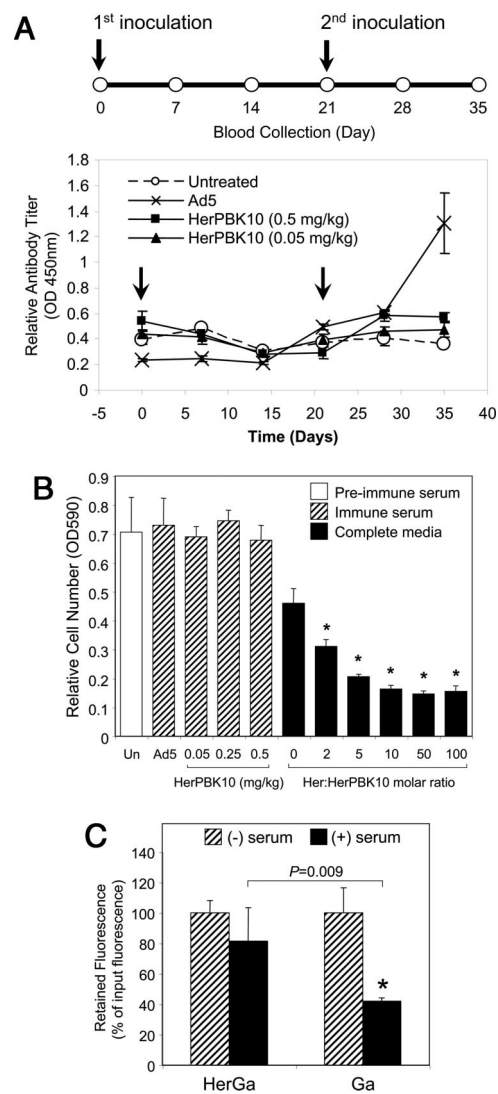 A
1st inoculation 2nd inoculation
0 7 14 21 28 35
Blood Collection (Day)
1.8
1.6
1.4
1.2
1
0.8
0.6
0.4
0.2
0
Relative Antibody Titer
(OD 450nm)
Untreated
Ad5
HerPBK10 (0.5 mg/kg)
HerPBK10 (0.05 mg/kg)
-5 0 5 10 15 20 25 30 35 40
Time (Days)
B
0.9
0.8
0.7
0.6
0.5
0.4
0.3
0.2
0.1
0
Relative Cell Number (OD590)
Pre-immune serum
Immune serum
Complete media
* * * * *
Un Ad5 0.05 0.25 0.5 0 2 5 10 50 100
HerPBK10 (mg/kg) Her:HerPBK10 molar ratio
C
(-) serum (+) serum
140
120
100
80
60
40
20
0
Retained Fluorescence
(% of input fluorescence)
P=0.009
*
HerGa Ga